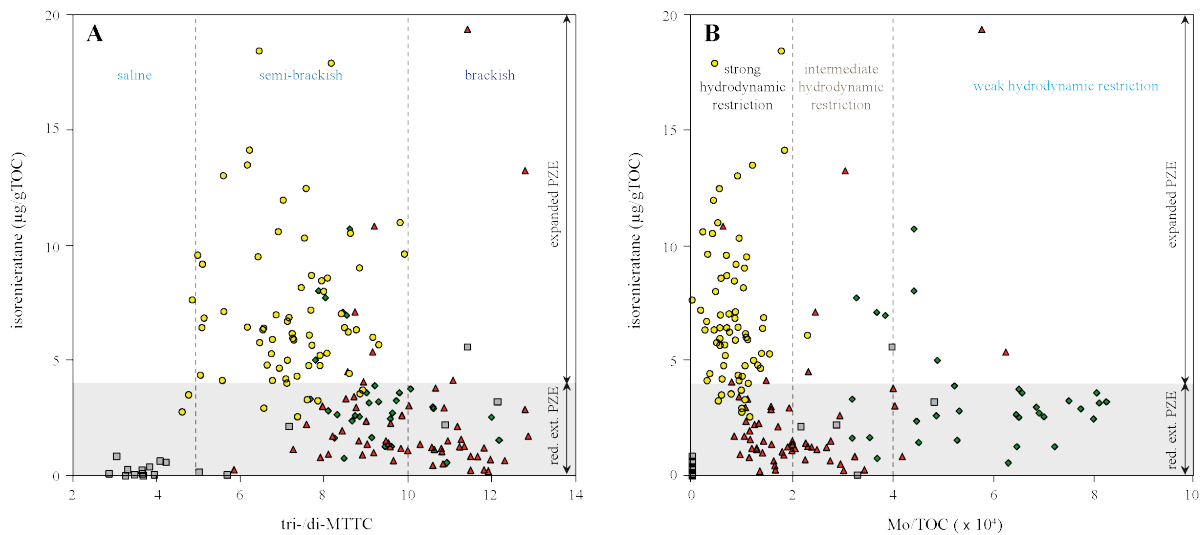 A
saline
semi-brackish
brackish
20
15
10
5
0
isorenieratane (µg/gTOC)
expanded PZE
red. ext. PZE
2
4
6
8
10
12
14
tri-/di-MTTC
B
strong
hydrodynamic
restriction
intermediate
hydrodynamic
restriction
weak hydrodynamic restriction
20
15
10
5
0
isorenieratane (µg/gTOC)
expanded PZE
red. ext. PZE
0
2
4
6
8
10
Mo/TOC ( x 10⁴)